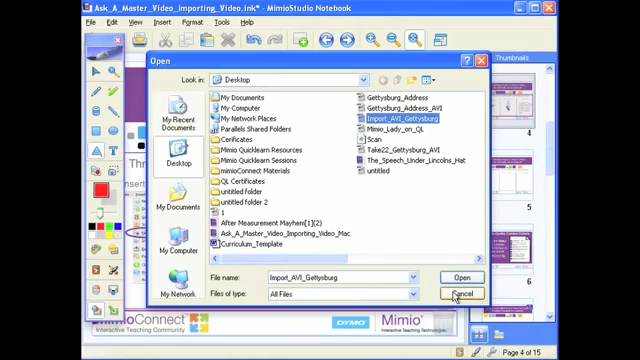 Ask_A_Master_Video_Importing_Video.ink* - MimioStudio Notebook
File Edit View Insert Format Tools Help
Thumbnails
Open
Look in: Desktop
My Recent Documents
Desktop
My Documents
My Computer
My Network
My Documents
My Computer
My Network Places
Parallels Shared Folders
Cerificates
Mimio Quicklearn Resources
Mimio Quicklearn Sessions
mimioConnect Materials
QL Certificates
untitled folder
untitled folder 2
1
After Measurement Mayhem[1](2)
Ask_A_Master_Video_Importing_Video_Mac
Curriculum_Template
Gettysburg_Address
Gettysburg_Address_AVI
Import_AVI_Gettysburg
Mimio_Lady_on_QL
Scan
Take22_Gettysburg_AVI
The_Speech_Under_Lincolns_Hat
untitled
File name: Import_AVI_Gettysburg Open
Files of type: All Files Cancel
Thr
nsert
4
5
6
MimioConnect
Interactive Teaching Community
DYMO
Mimio
Interactive Teaching Technologies
Page 4 of 15